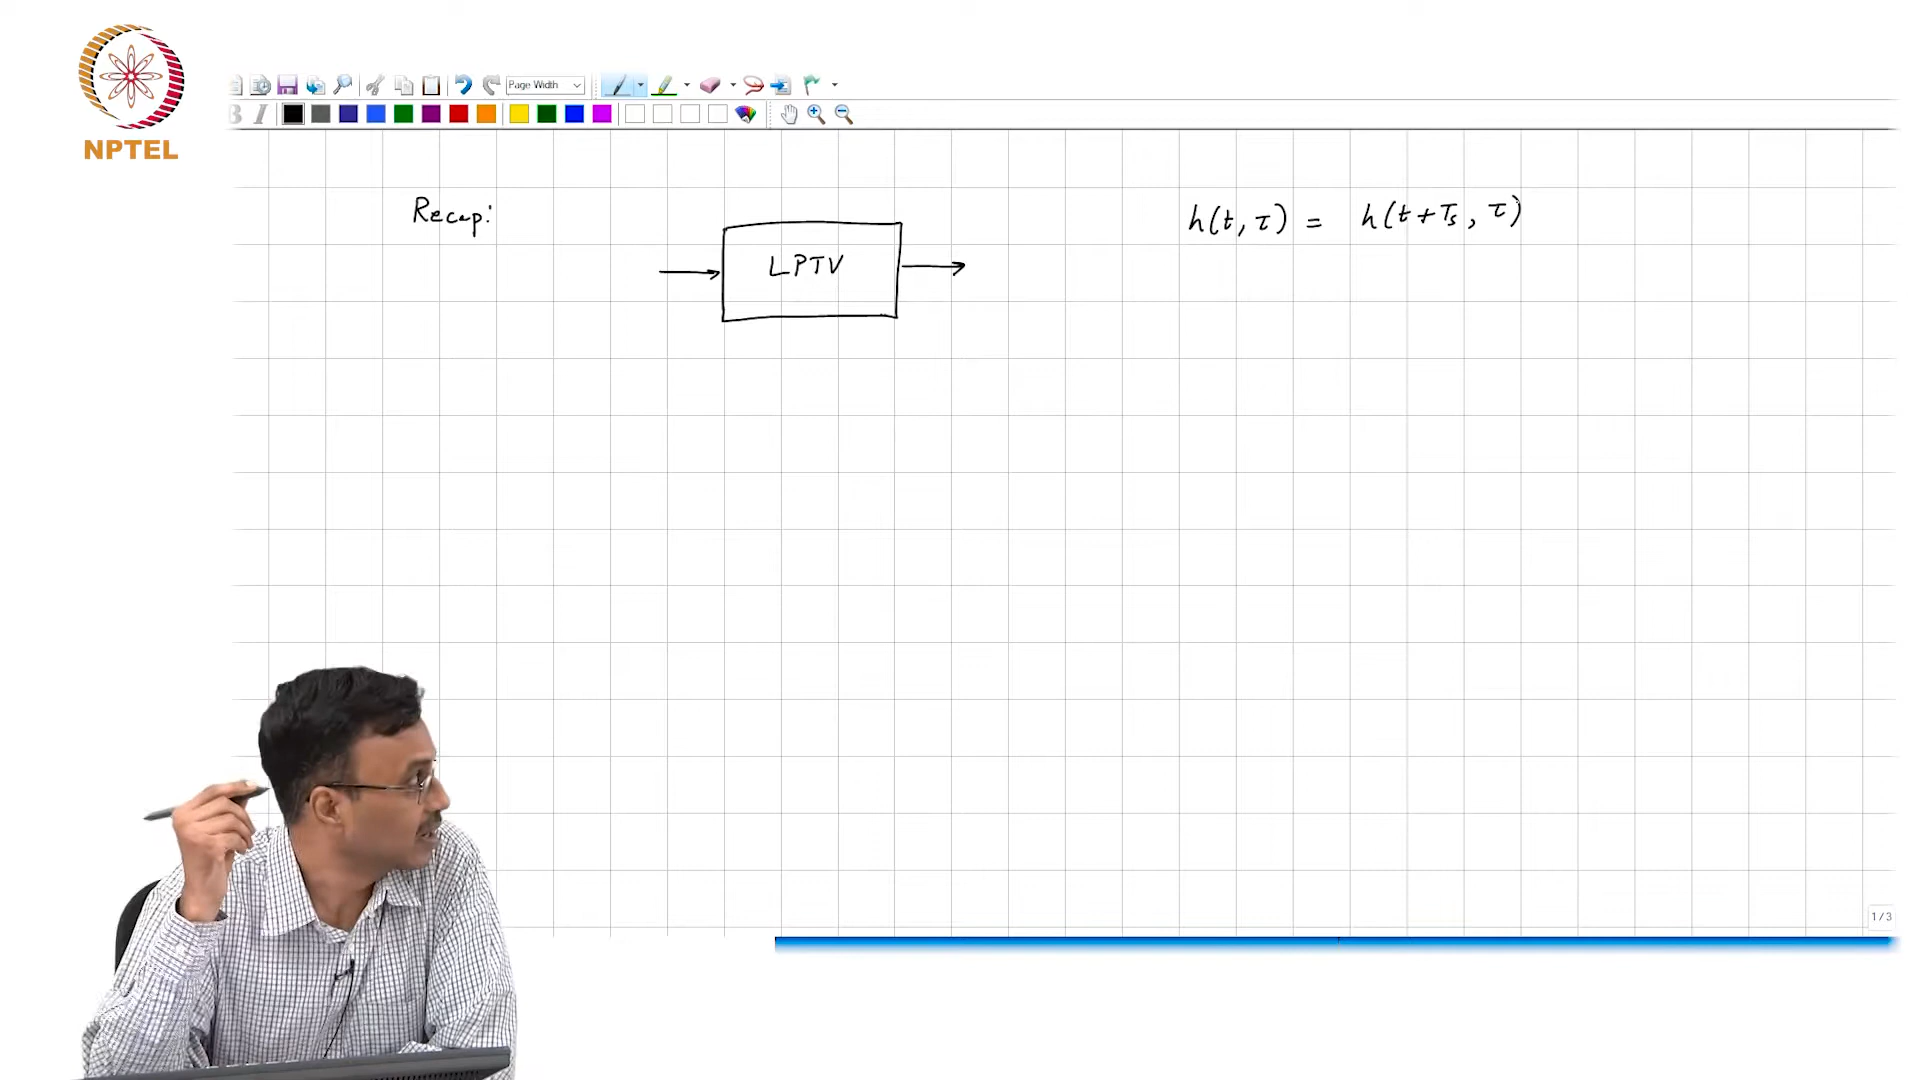 NPTEL
Page Width
B I
Recap:
h(t, τ) = h(t+Ts, τ)
LPTV
1/3